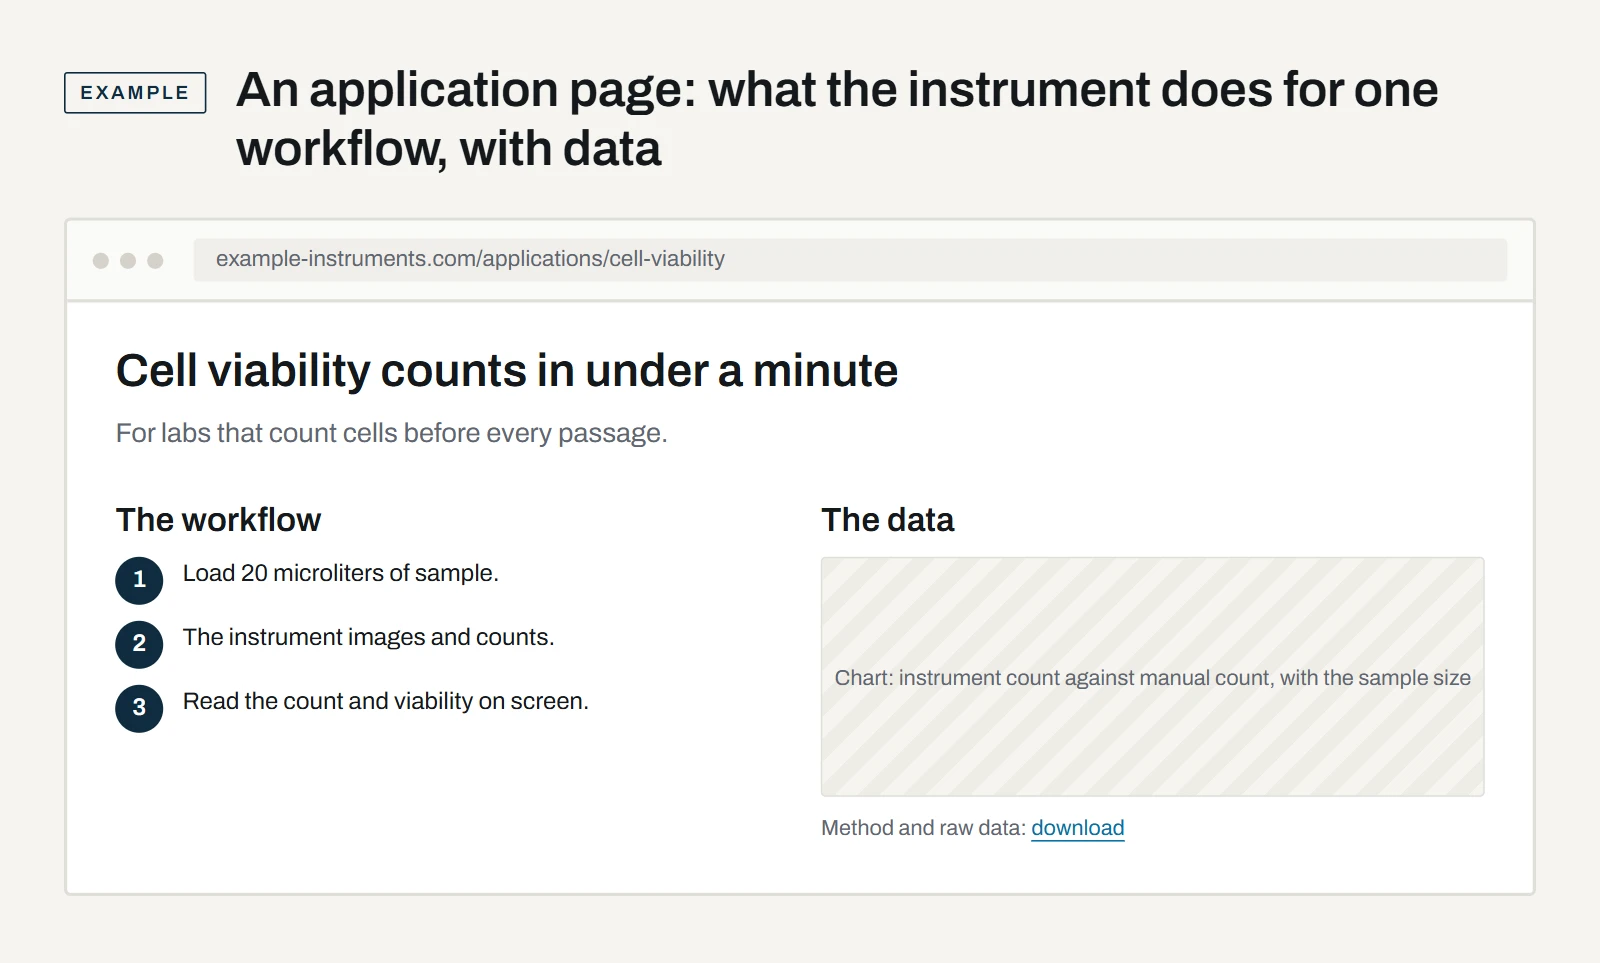 EXAMPLE
An application page: what the instrument does for one
workflow, with data
example-instruments.com/applications/cell-viability
Cell viability counts in under a minute
For labs that count cells before every passage.
The workflow
1 Load 20 microliters of sample.
2 The instrument images and counts.
3 Read the count and viability on screen.
The data
Chart: instrument count against manual count, with the sample size
Method and raw data: download